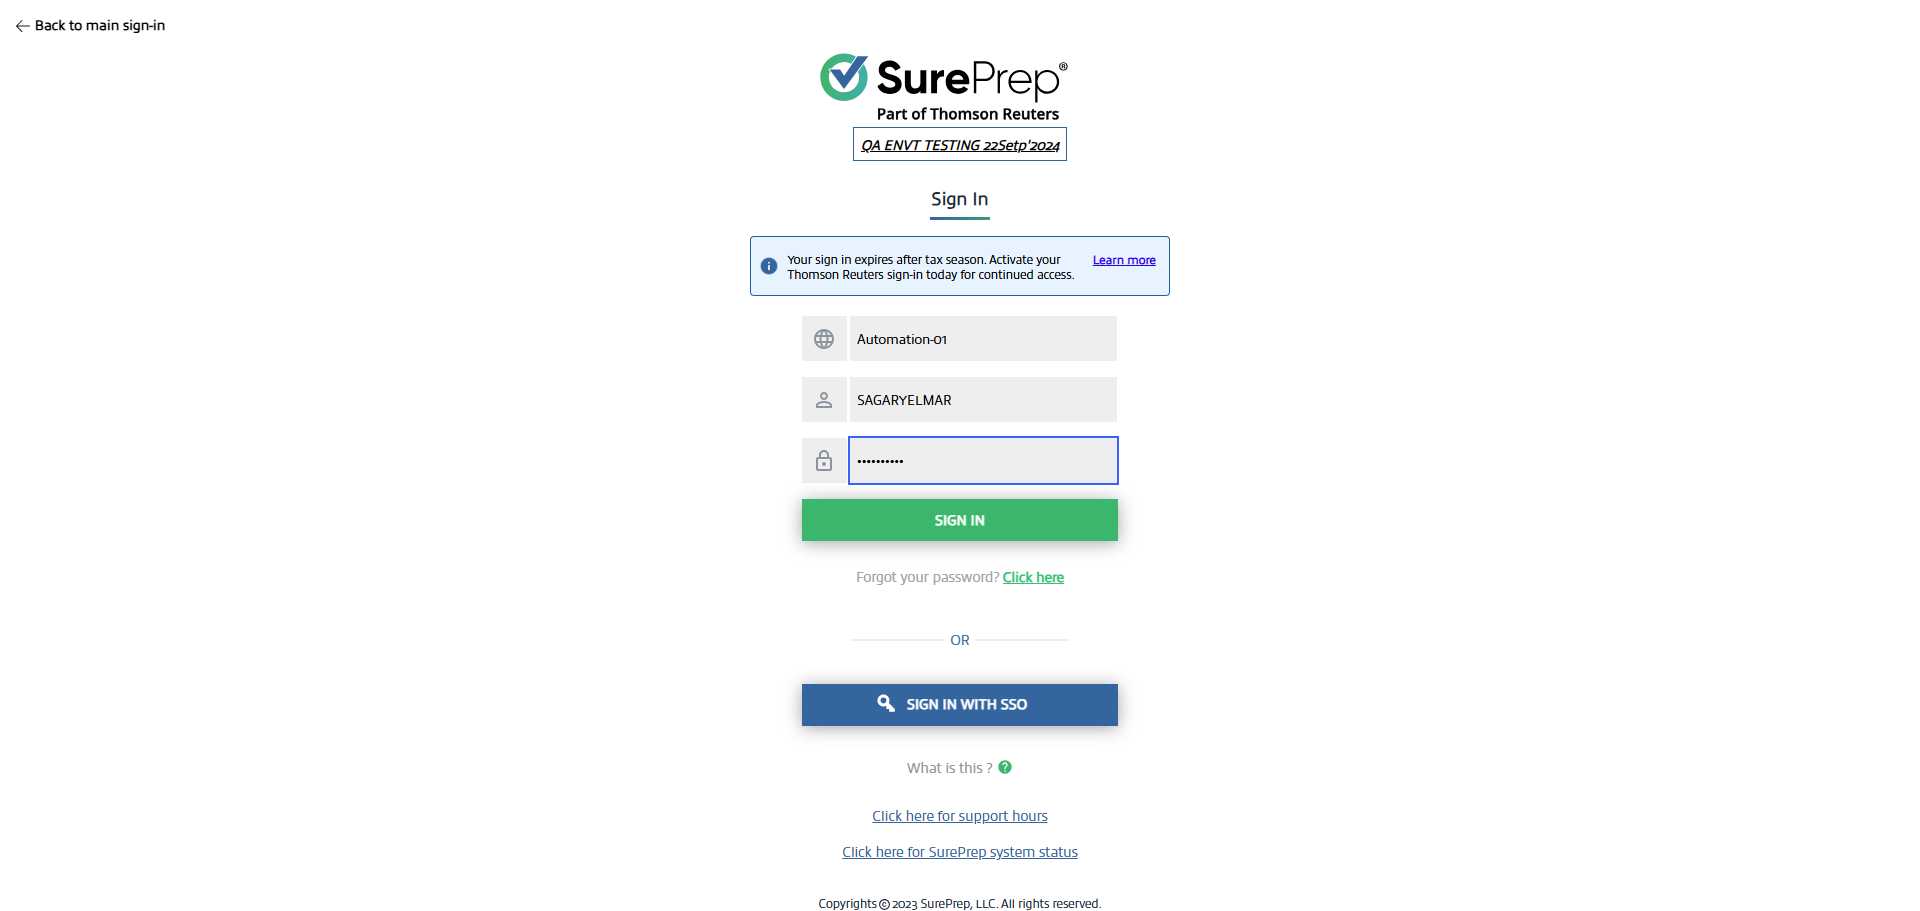 Back to main sign-in
SurePrep®
Part of Thomson Reuters
QA ENVT TESTING 22Setp'2024
Sign In
Your sign in expires after tax season. Activate your Learn more
Thomson Reuters sign-in today for continued access.
Automation-01
SAGARYELMAR
••••••••••
SIGN IN
Forgot your password? Click here
OR
SIGN IN WITH SSO
What is this ?
Click here for support hours
Click here for SurePrep system status
Copyrights © 2023 SurePrep, LLC. All rights reserved.